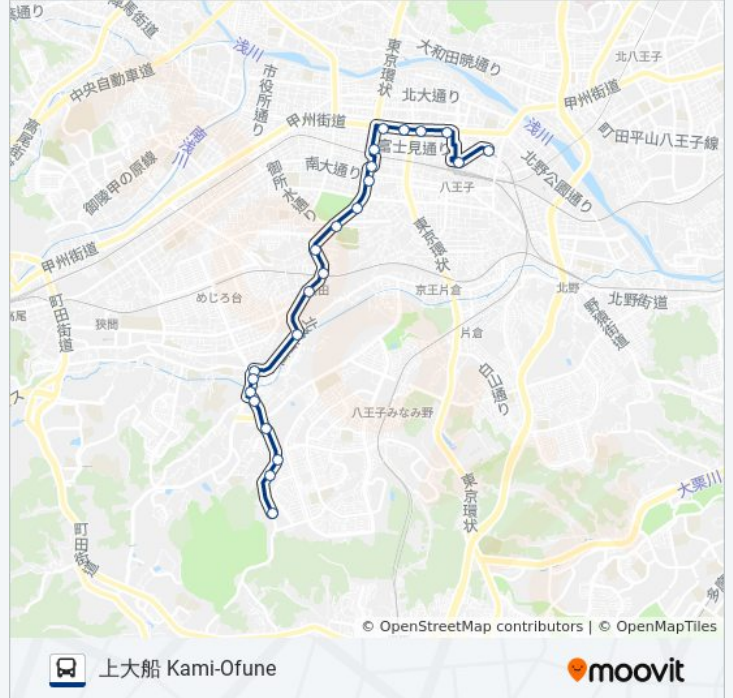 陣馬街道
浅川
大和田暁通り
北八王子
東京環状
市役所通り
中央自動車道
北大通り
甲州街道
甲州街道
南浅川
高尾街
浅川
町田平山八王子線
富士見通り
南大通り
御陵甲の原線
御所水通り
北野公園通り
八王子
東京環状
甲州街道
めじろ台
京王片倉
北野
北野街道
野猿街道
高尾
狭間
町田街道
片倉
白山通り
八王子みなみ野
東京環状
大栗川
町田街道
© OpenStreetMap contributors | © OpenMapTiles
上大船 Kami-Ofune
moovit